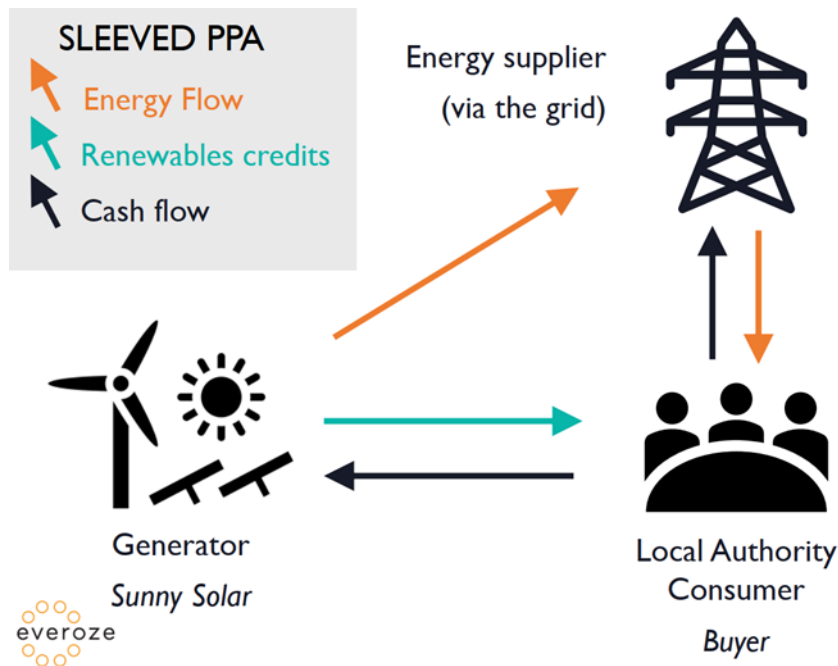 SLEEVED PPA
Energy Flow
Renewables credits
Cash flow
Energy supplier
(via the grid)
Generator
Sunny Solar
Local Authority
Consumer
Buyer
everoze